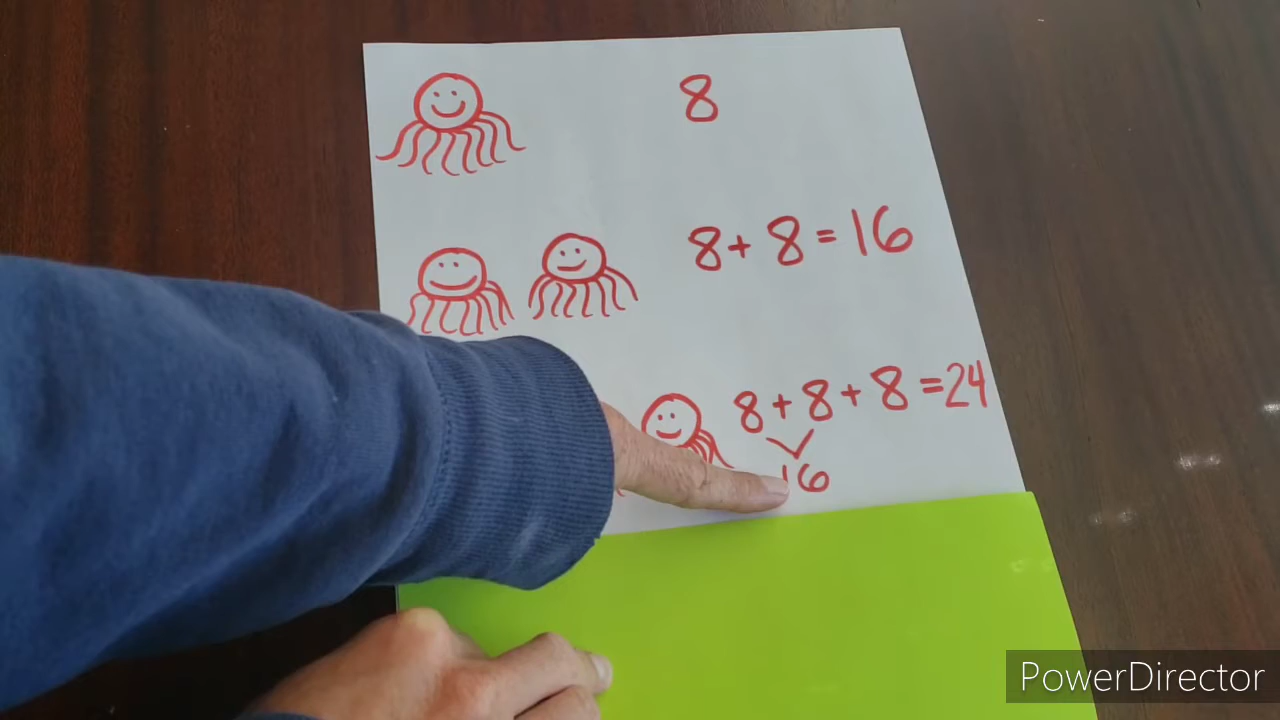 8
8 + 8 = 16
8 + 8 + 8 = 24
16
PowerDirector